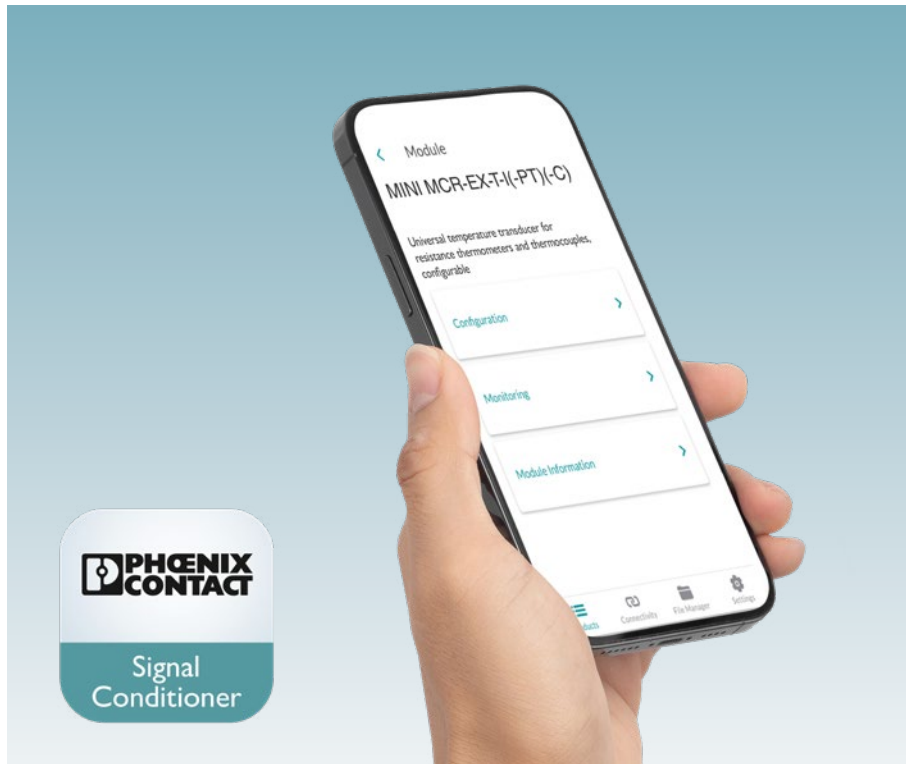 Module
MINI MCR-EX-T-I(-PT)(-C)
Universal temperature transducer for
resistance thermometers and thermocouples,
configurable
Configuration
Monitoring
Module Information
Connectivity
File Manager
Settings
PHŒNIX
CONTACT
Signal
Conditioner